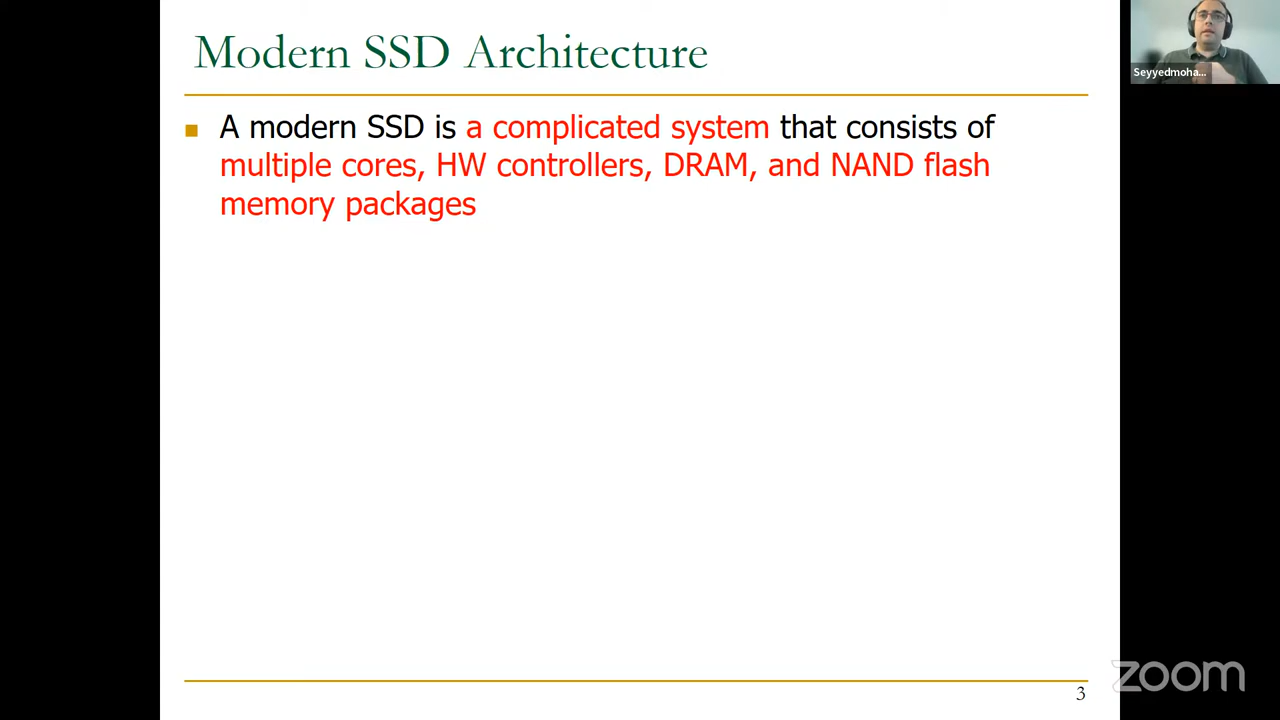 Modern SSD Architecture
Seyyedmoha...
A modern SSD is a complicated system that consists of
multiple cores, HW controllers, DRAM, and NAND flash
memory packages
3
zoom